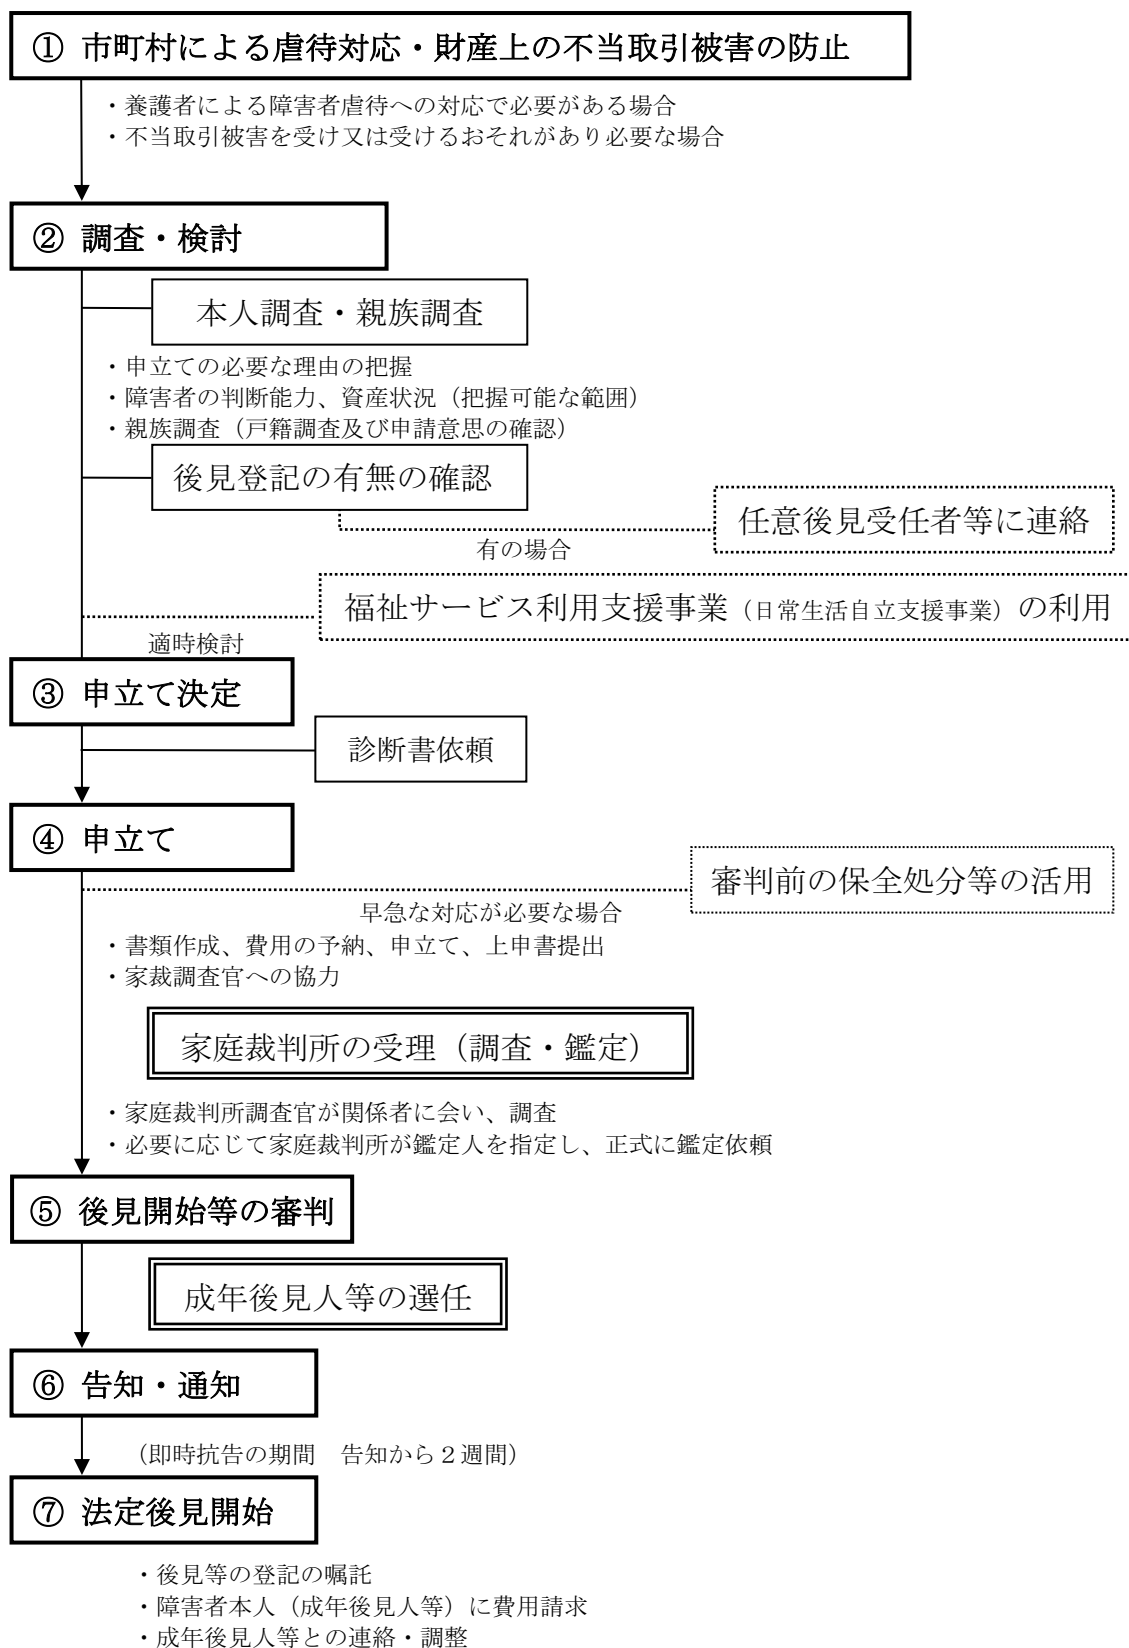 ① 市町村による虐待対応・財産上の不当取引被害の防止
・養護者による障害者虐待への対応で必要がある場合
・不当取引被害を受け又は受けるおそれがあり必要な場合
② 調査・検討
本人調査・親族調査
・申立ての必要な理由の把握
・障害者の判断能力、資産状況（把握可能な範囲）
・親族調査（戸籍調査及び申請意思の確認）
後見登記の有無の確認
任意後見受任者等に連絡
有の場合
福祉サービス利用支援事業（日常生活自立支援事業）の利用
適時検討
③ 申立て決定
診断書依頼
④ 申立て
審判前の保全処分等の活用
早急な対応が必要な場合
・書類作成、費用の予納、申立て、上申書提出
・家裁調査官への協力
家庭裁判所の受理（調査・鑑定）
・家庭裁判所調査官が関係者に会い、調査
・必要に応じて家庭裁判所が鑑定人を指定し、正式に鑑定依頼
⑤ 後見開始等の審判
成年後見人等の選任
⑥ 告知・通知
（即時抗告の期間　告知から２週間）
⑦ 法定後見開始
・後見等の登記の嘱託
・障害者本人（成年後見人等）に費用請求
・成年後見人等との連絡・調整